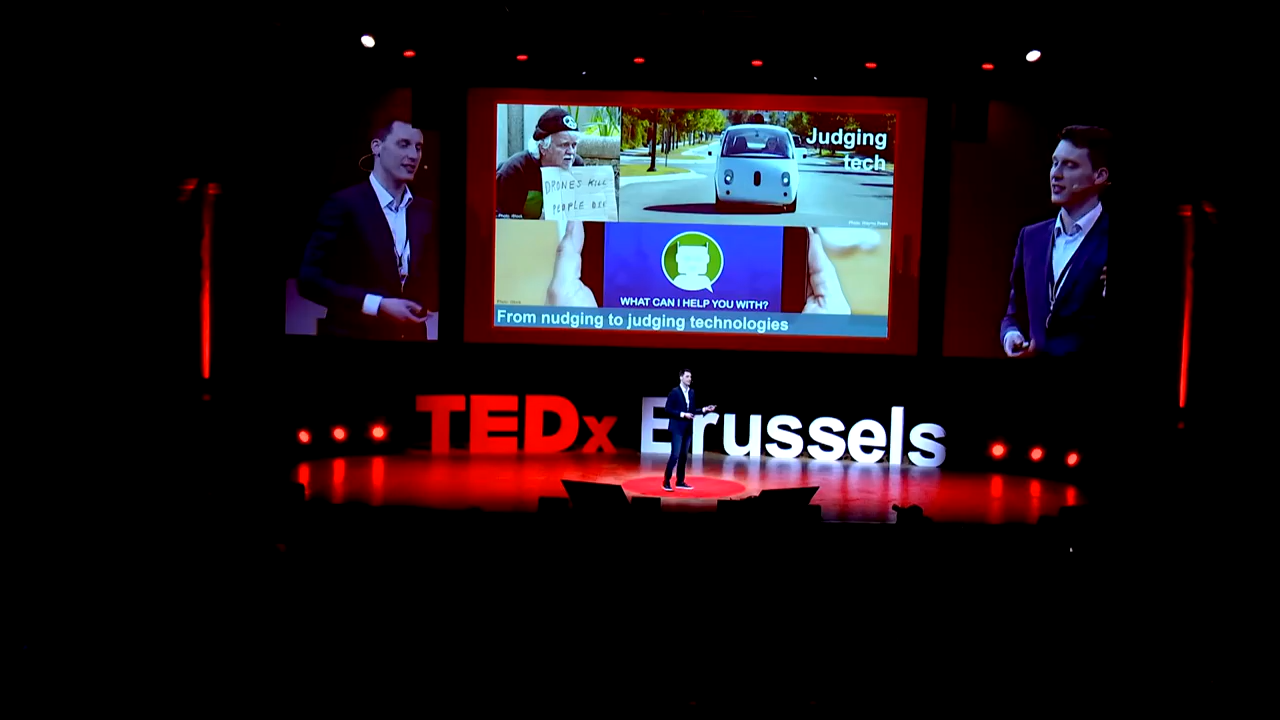 Judging
tech
DRONES KILL
PEOPLE DIE
WHAT CAN I HELP YOU WITH?
From nudging to judging technologies
TEDx Brussels